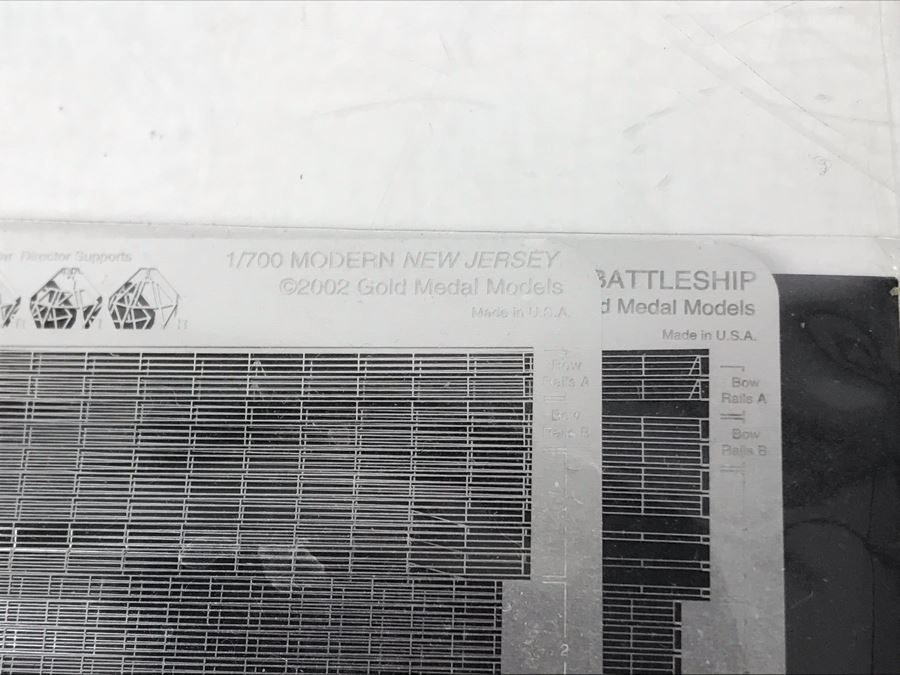 Director Supports
1/700 MODERN NEW JERSEY
©2002 Gold Medal Models
Made in U.S.A.
Bow
Rails A
Bow
Rails B
2
BATTLESHIP
Medal Models
Made in U.S.A.
Bow
Rails A
Bow
Rails B